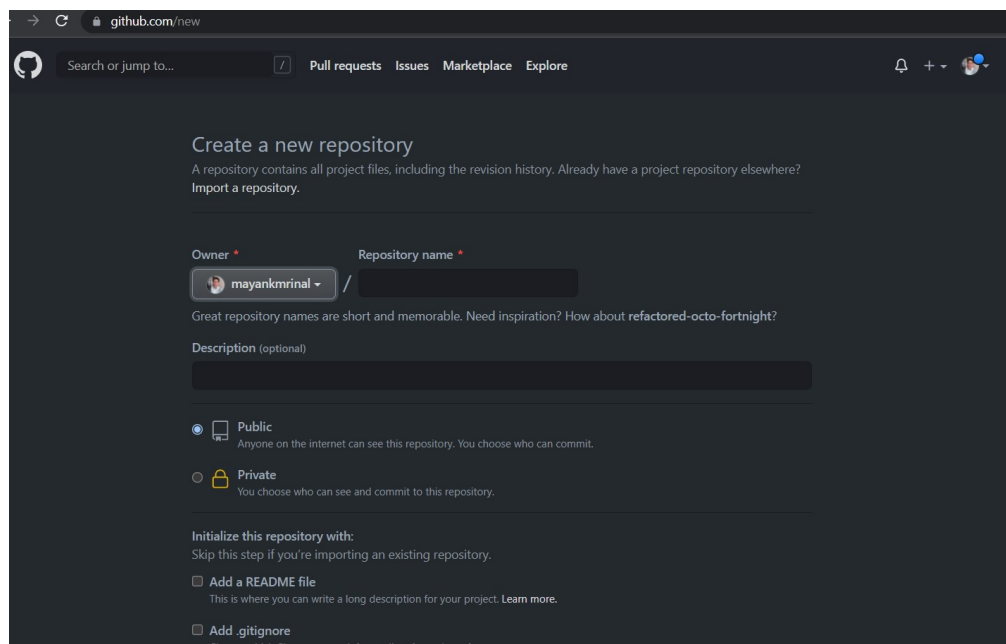 github.com/new
Search or jump to... / Pull requests Issues Marketplace Explore
Create a new repository
A repository contains all project files, including the revision history. Already have a project repository elsewhere?
Import a repository.
Owner * Repository name *
mayankmrinal /
Great repository names are short and memorable. Need inspiration? How about refactored-octo-fortnight?
Description (optional)
Public
Anyone on the internet can see this repository. You choose who can commit.
Private
You choose who can see and commit to this repository.
Initialize this repository with:
Skip this step if you're importing an existing repository.
Add a README file
This is where you can write a long description for your project. Learn more.
Add .gitignore